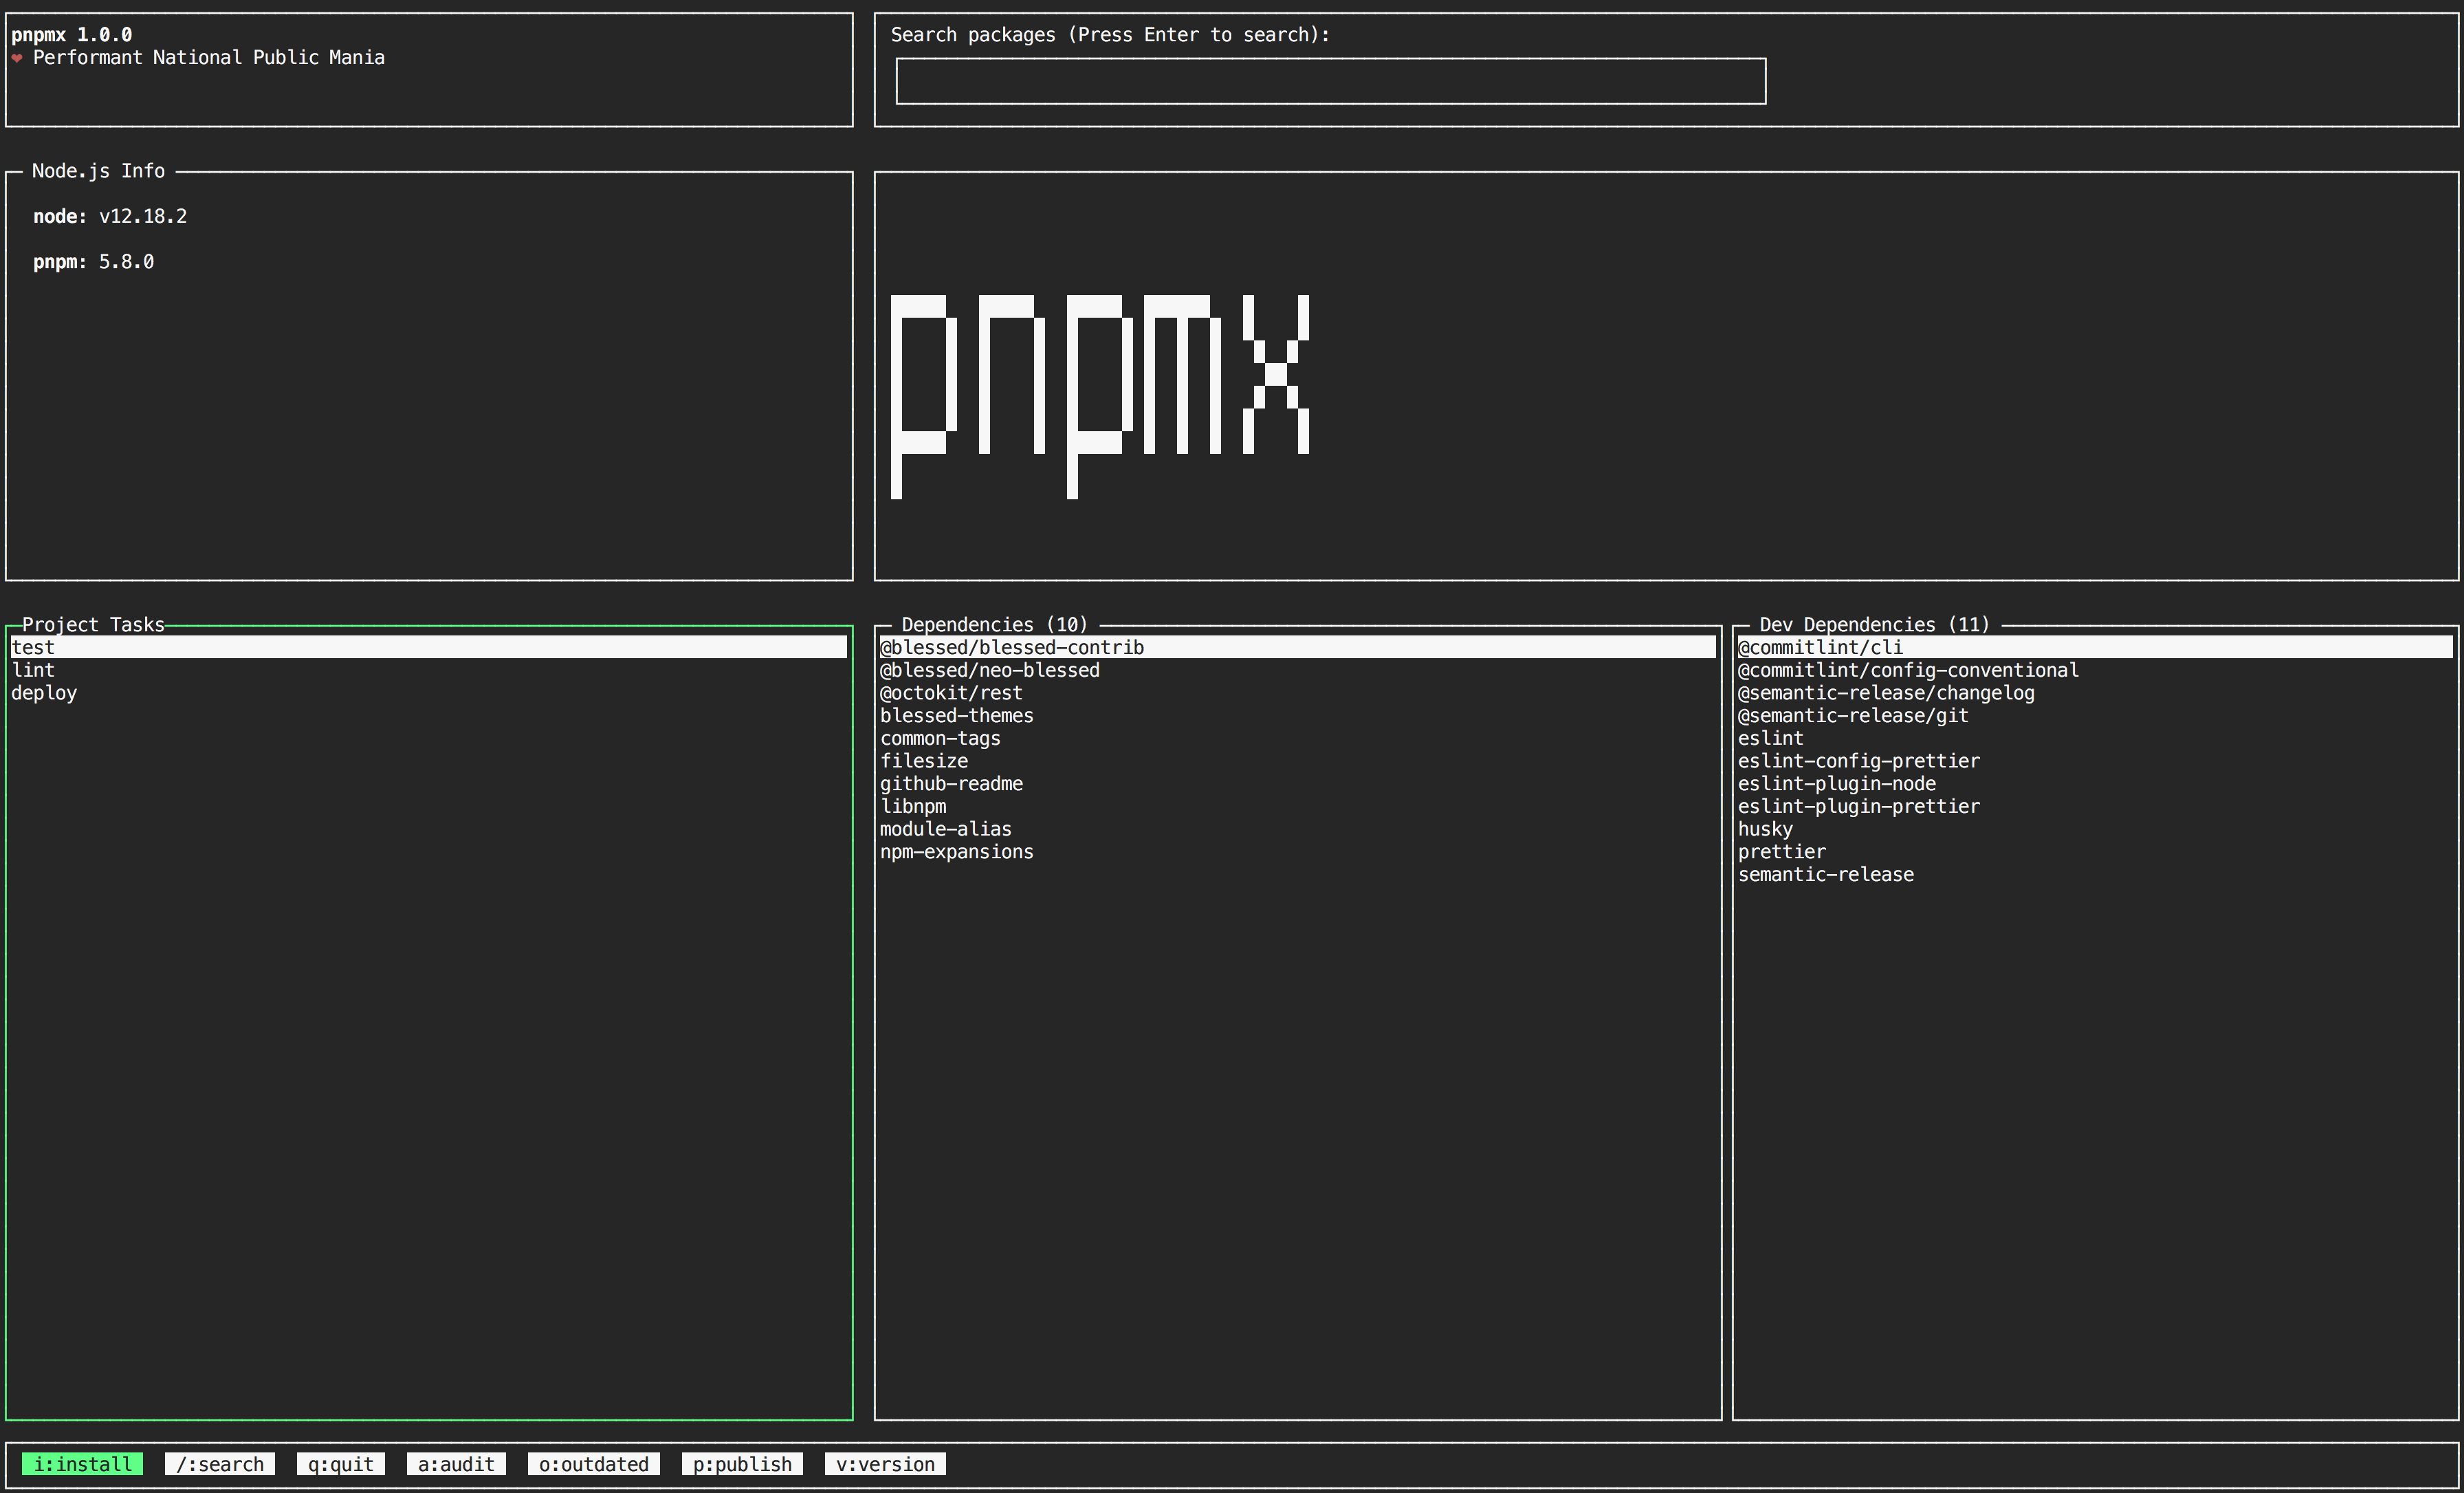 pnpmx 1.0.0
❤ Performant National Public Mania
Search packages (Press Enter to search):
Node.js Info
node: v12.18.2
pnpm: 5.8.0
pnpmx
Project Tasks
test
lint
deploy
Dependencies (10)
@blessed/blessed-contrib
@blessed/neo-blessed
@octokit/rest
blessed-themes
common-tags
filesize
github-readme
libnpm
module-alias
npm-expansions
Dev Dependencies (11)
@commitlint/cli
@commitlint/config-conventional
@semantic-release/changelog
@semantic-release/git
eslint
eslint-config-prettier
eslint-plugin-node
eslint-plugin-prettier
husky
prettier
semantic-release
i:install /:search q:quit a:audit o:outdated p:publish v:version